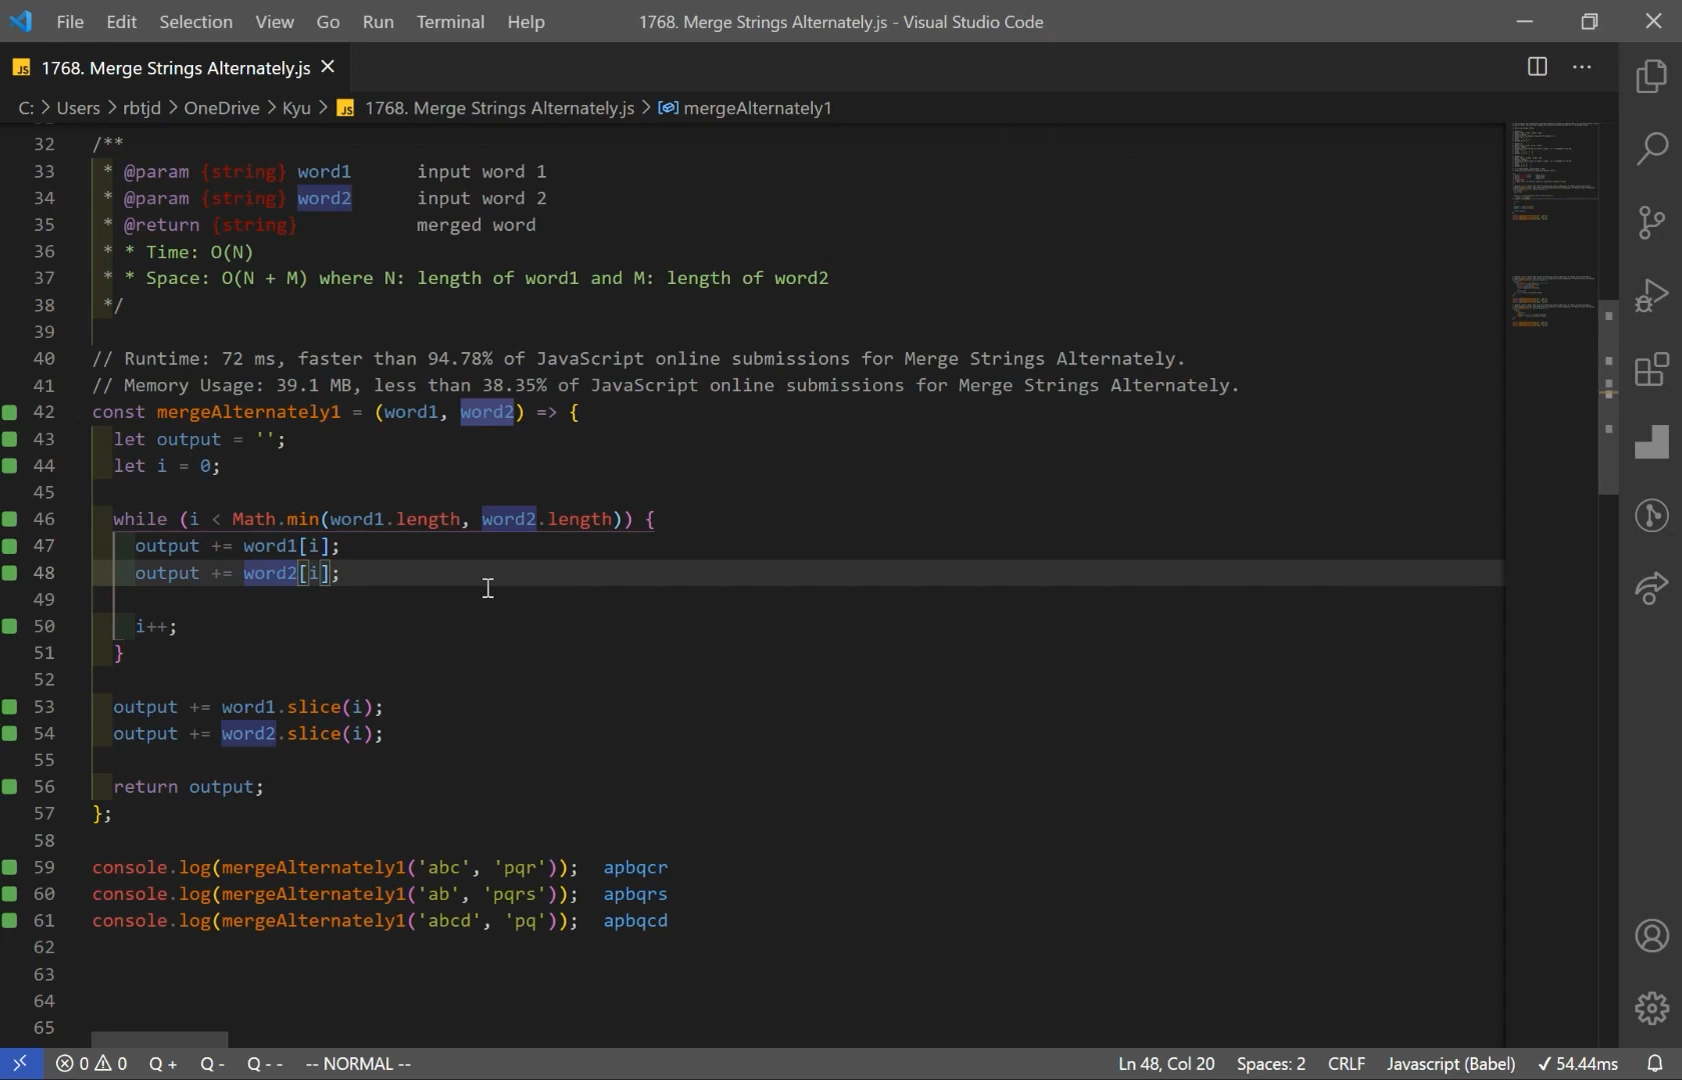 File Edit Selection View Go Run Terminal Help 1768. Merge Strings Alternately.js - Visual Studio Code
JS 1768. Merge Strings Alternately.js
C: > Users > rbtjd > OneDrive > Kyu > JS 1768. Merge Strings Alternately.js > mergeAlternately1
32 /**
33 * @param {string} word1 input word 1
34 * @param {string} word2 input word 2
35 * @return {string} merged word
36 * * Time: O(N)
37 * * Space: O(N + M) where N: length of word1 and M: length of word2
38 */
39
40 // Runtime: 72 ms, faster than 94.78% of JavaScript online submissions for Merge Strings Alternately.
41 // Memory Usage: 39.1 MB, less than 38.35% of JavaScript online submissions for Merge Strings Alternately.
42 const mergeAlternately1 = (word1, word2) => {
43 let output = '';
44 let i = 0;
45
46 while (i < Math.min(word1.length, word2.length)) {
47 output += word1[i];
48 output += word2[i];
49
50 i++;
51 }
52
53 output += word1.slice(i);
54 output += word2.slice(i);
55
56 return output;
57 };
58
59 console.log(mergeAlternately1('abc', 'pqr')); apbqcr
60 console.log(mergeAlternately1('ab', 'pqrs')); apbqrs
61 console.log(mergeAlternately1('abcd', 'pq')); apbqcd
62
63
64
65
0 0 Q + Q - Q - - -- NORMAL -- Ln 48, Col 20 Spaces: 2 CRLF Javascript (Babel) ✓ 54.44ms